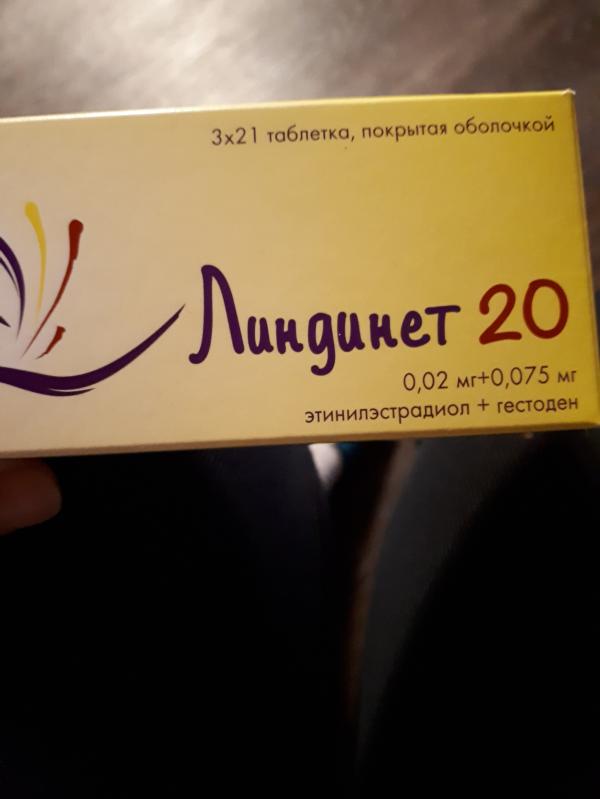 3x21 таблетка, покрытая оболочкой
Линдинет 20
0,02 мг+0,075 мг
этинилэстрадиол + гестоден